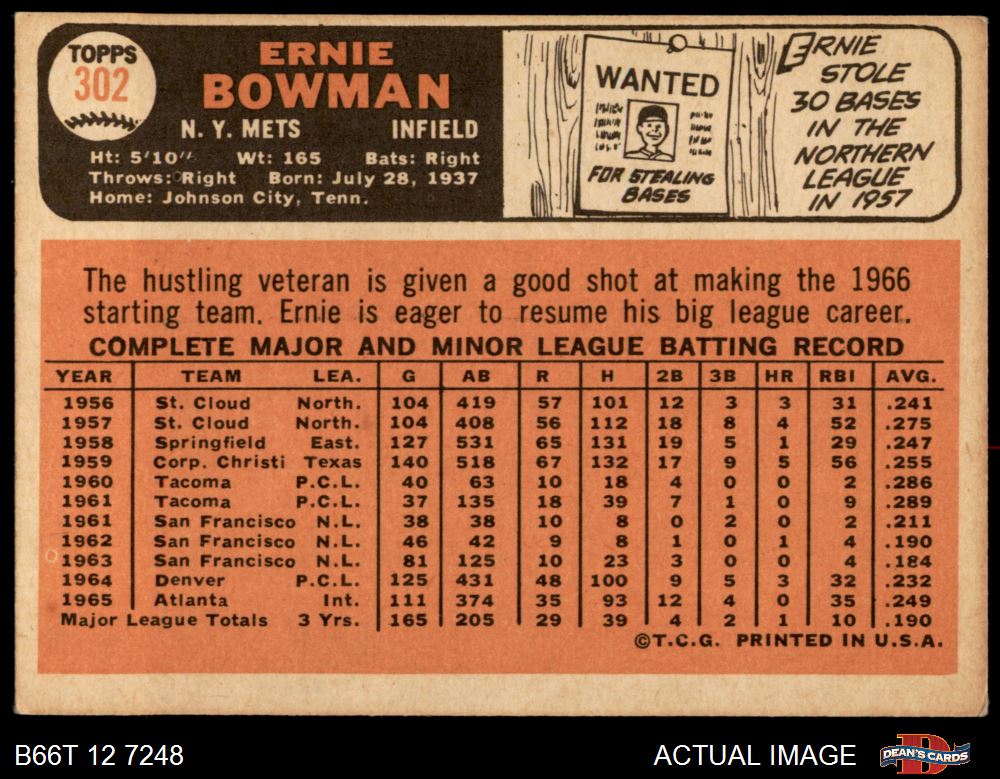 TOPPS
302
ERNIE
BOWMAN
N. Y. METS INFIELD
Ht: 5'10" Wt: 165 Bats: Right
Throws: Right Born: July 28, 1937
Home: Johnson City, Tenn.
WANTED
FOR STEALING
BASES
ERNIE
STOLE
30 BASES
IN THE
NORTHERN
LEAGUE
IN 1957
The hustling veteran is given a good shot at making the 1966
starting team. Ernie is eager to resume his big league career.
COMPLETE MAJOR AND MINOR LEAGUE BATTING RECORD
YEAR TEAM LEA. G AB R H 2B 3B HR RBI AVG.
1956 St. Cloud North. 104 419 57 101 12 3 3 31 .241
1957 St. Cloud North. 104 408 56 112 18 8 4 52 .275
1958 Springfield East. 127 531 65 131 19 5 1 29 .247
1959 Corp. Christi Texas 140 518 67 132 17 9 5 56 .255
1960 Tacoma P.C.L. 40 63 10 18 4 0 0 2 .286
1961 Tacoma P.C.L. 37 135 18 39 7 1 0 9 .289
1961 San Francisco N.L. 38 38 10 8 0 2 0 2 .211
1962 San Francisco N.L. 46 42 9 8 1 0 1 4 .190
1963 San Francisco N.L. 81 125 10 23 3 0 0 4 .184
1964 Denver P.C.L. 125 431 48 100 9 5 3 32 .232
1965 Atlanta Int. 111 374 35 93 12 4 0 35 .249
Major League Totals 3 Yrs. 165 205 29 39 4 2 1 10 .190
©T.C.G. PRINTED IN U.S.A.
B66T 12 7248 ACTUAL IMAGE
DEAN'S CARDS